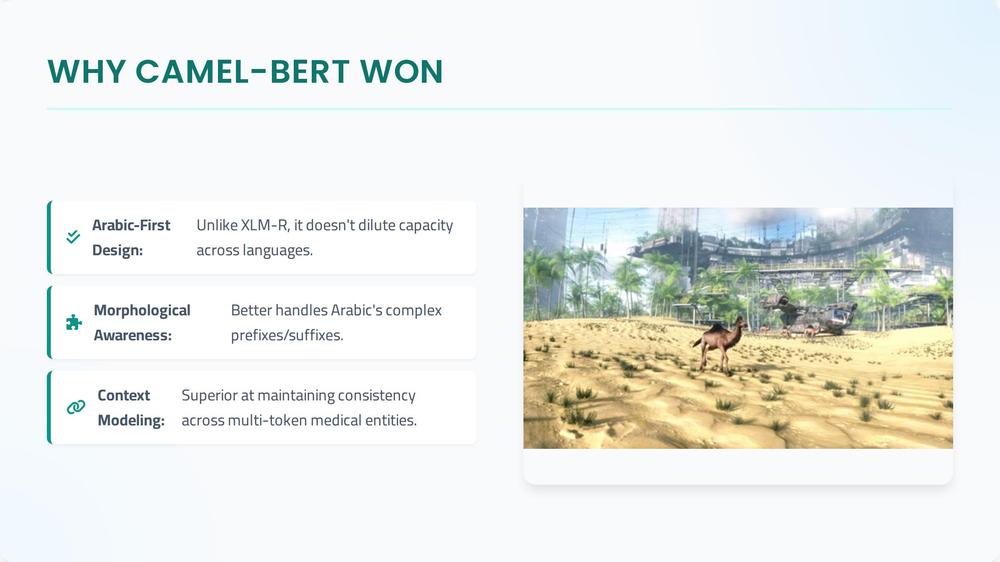 WHY CAMEL-BERT WON
Arabic-First
Design:
Unlike XLM-R, it doesn't dilute capacity
across languages.
Morphological
Awareness:
Better handles Arabic's complex
prefixes/suffixes.
Context
Modeling:
Superior at maintaining consistency
across multi-token medical entities.